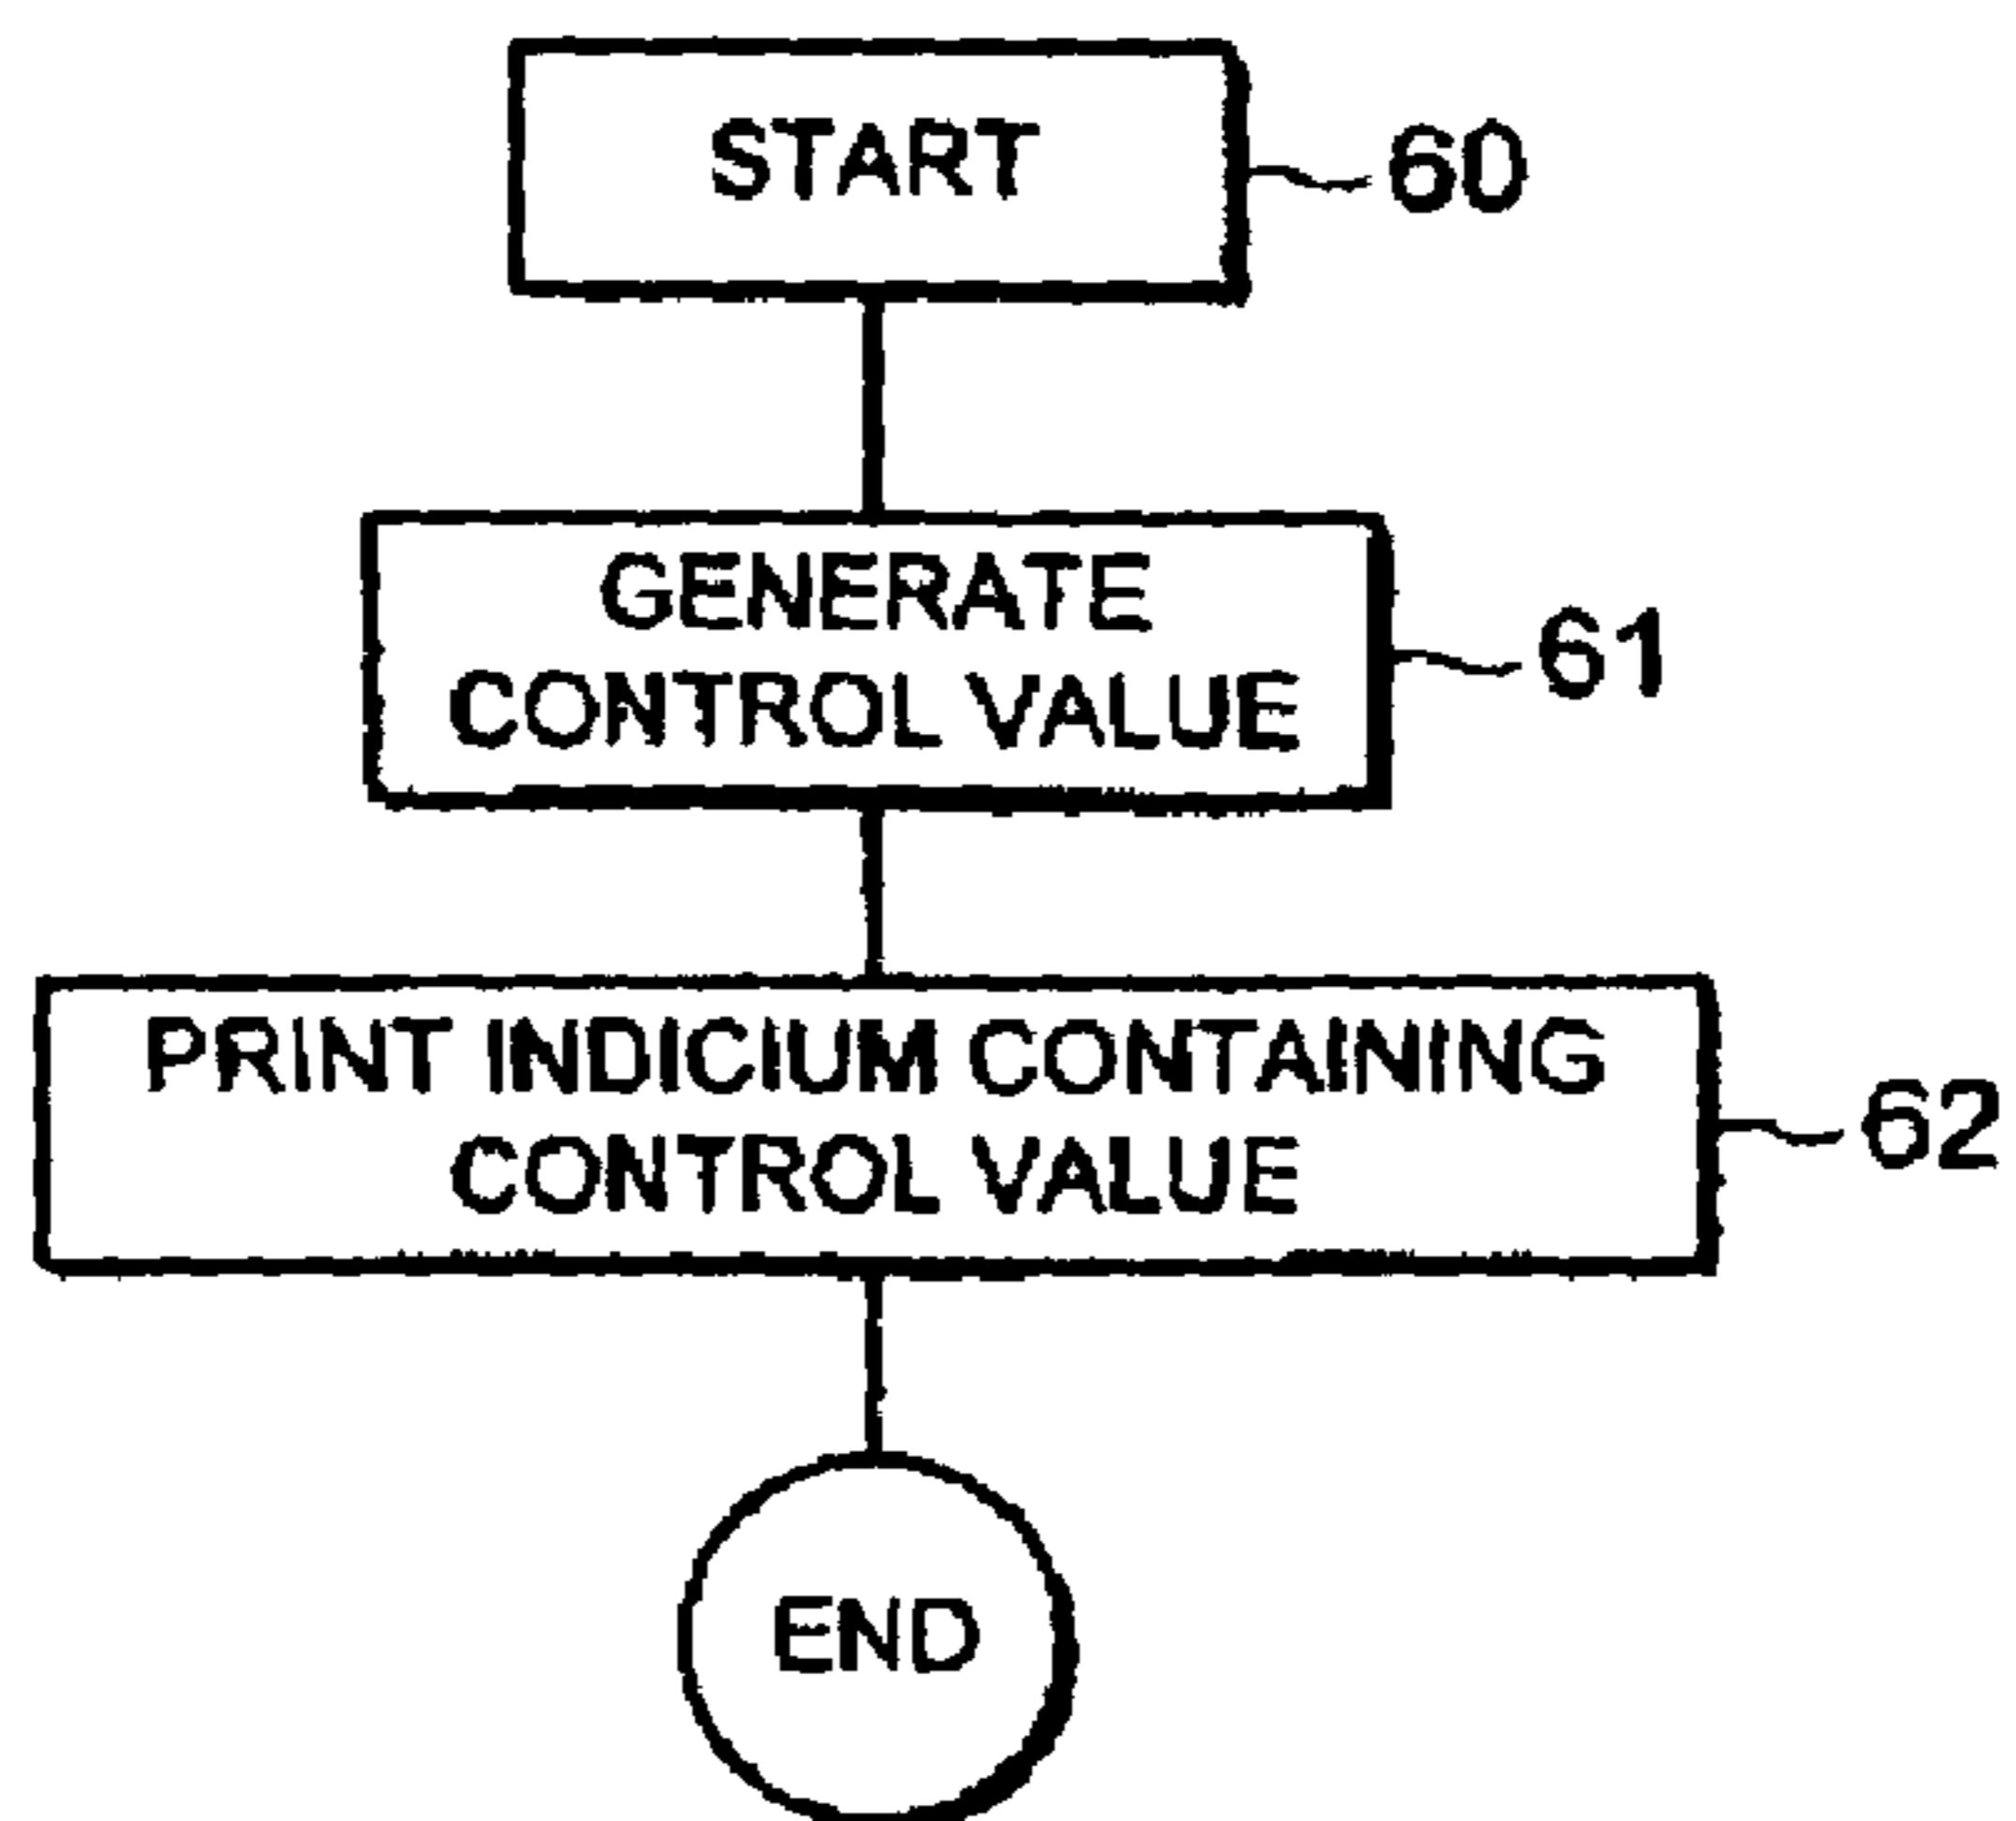 START
60
GENERATE
CONTROL VALUE
61
PRINT INDICIUM CONTAINING
CONTROL VALUE
62
END